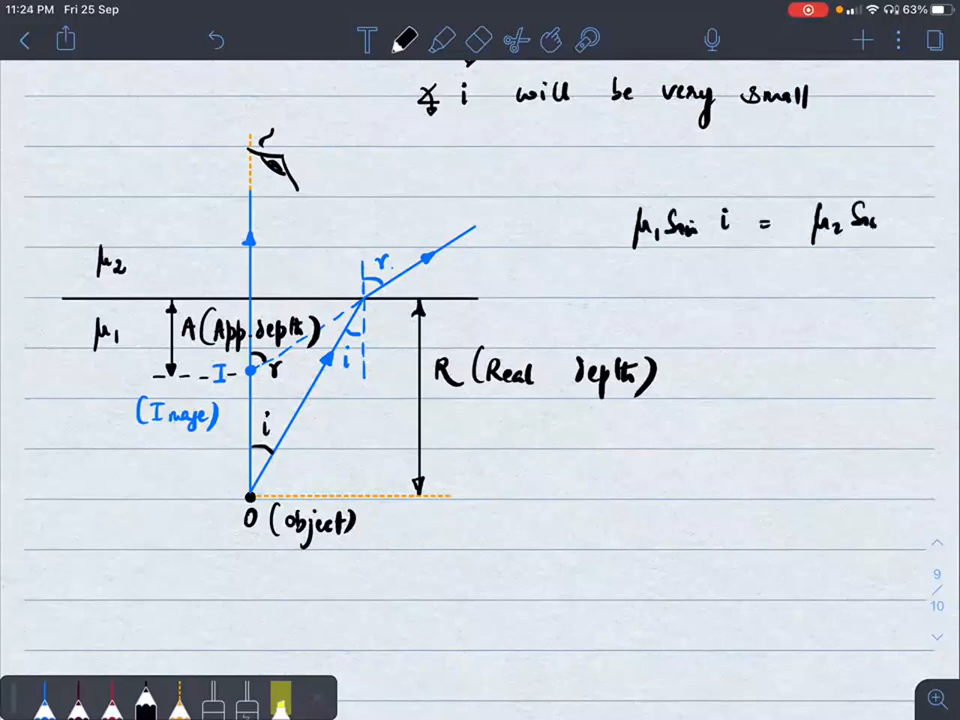 11:24 PM Fri 25 Sep
63%
∡ i will be very small
μ₁ Sin i = μ₂ Sin
μ₂
r.
μ₁
A (App. depth)
i
R (Real depth)
I
r
(Image)
i
O (object)
9
/
10